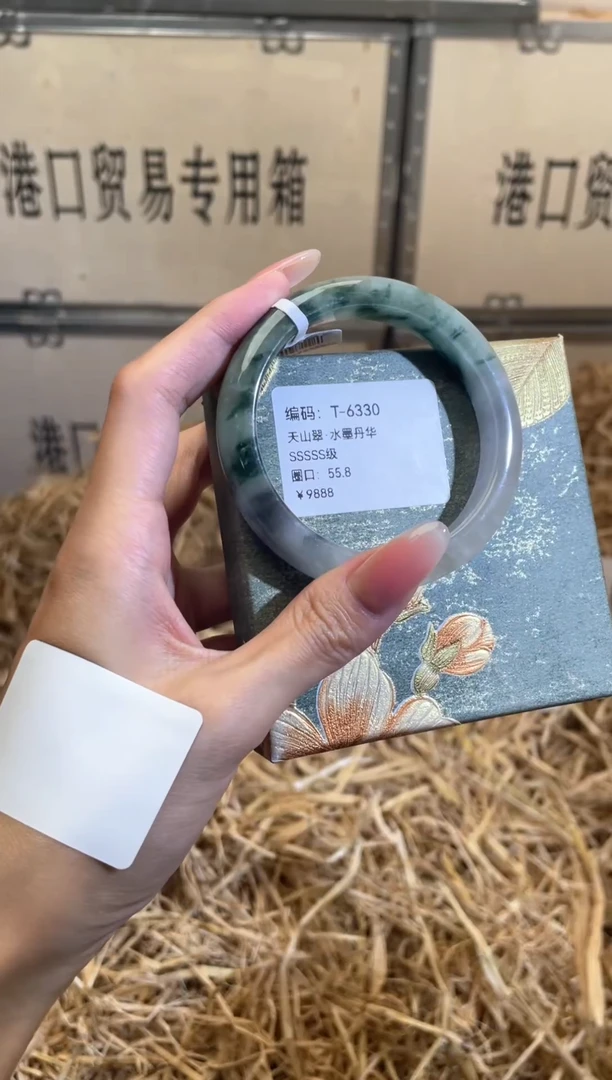 港口贸易专用箱
港口贸
港
编码: T-6330
天山翠·水墨丹华
SSSSS级
圈口: 55.8
￥9888